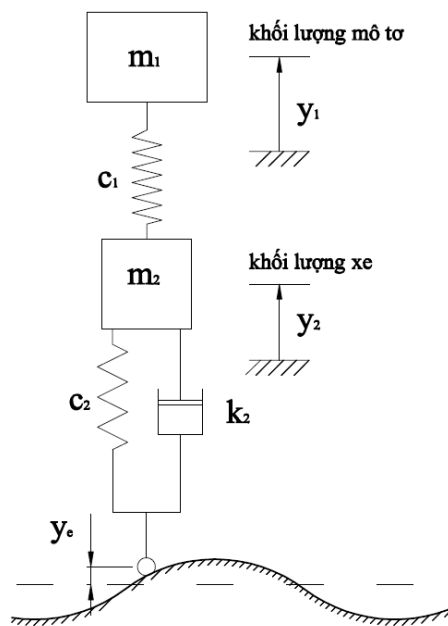 khối lượng mô tơ
m₁
y₁
c₁
khối lượng xe
m₂
y₂
c₂
k₂
yₑ